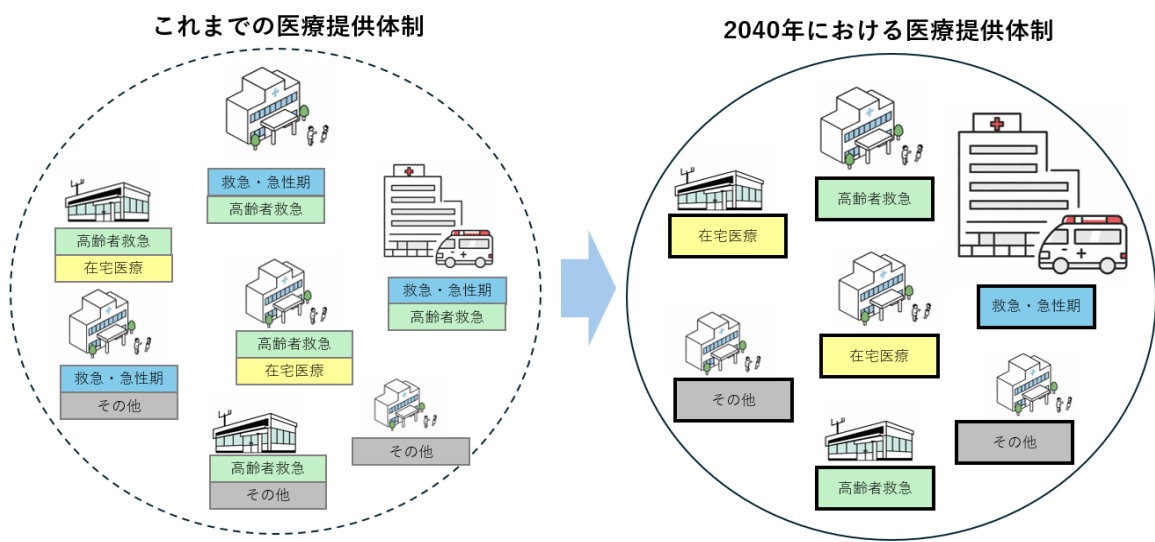 これまでの医療提供体制
救急・急性期
高齢者救急
高齢者救急
在宅医療
救急・急性期
高齢者救急
高齢者救急
在宅医療
救急・急性期
その他
その他
高齢者救急
その他
2040年における医療提供体制
高齢者救急
在宅医療
救急・急性期
在宅医療
その他
その他
高齢者救急